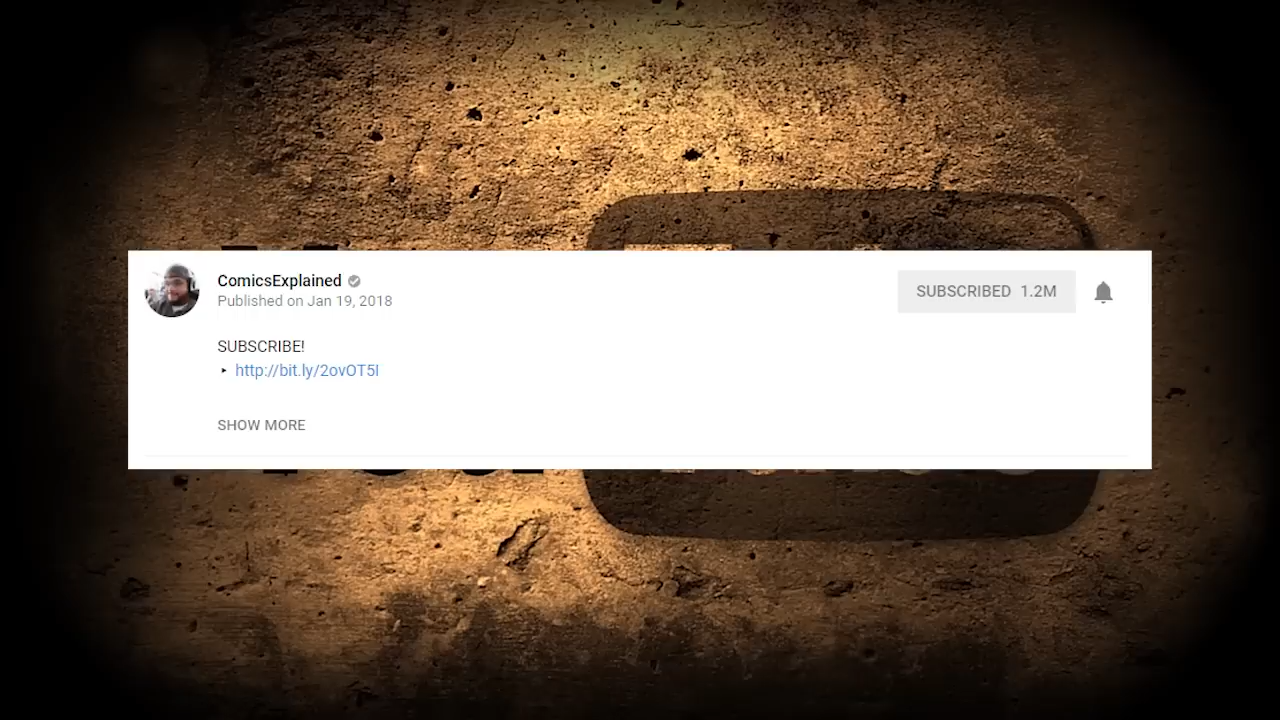 ComicsExplained
Published on Jan 19, 2018
SUBSCRIBED 1.2M
SUBSCRIBE!
‣ http://bit.ly/2ovOT5I
SHOW MORE